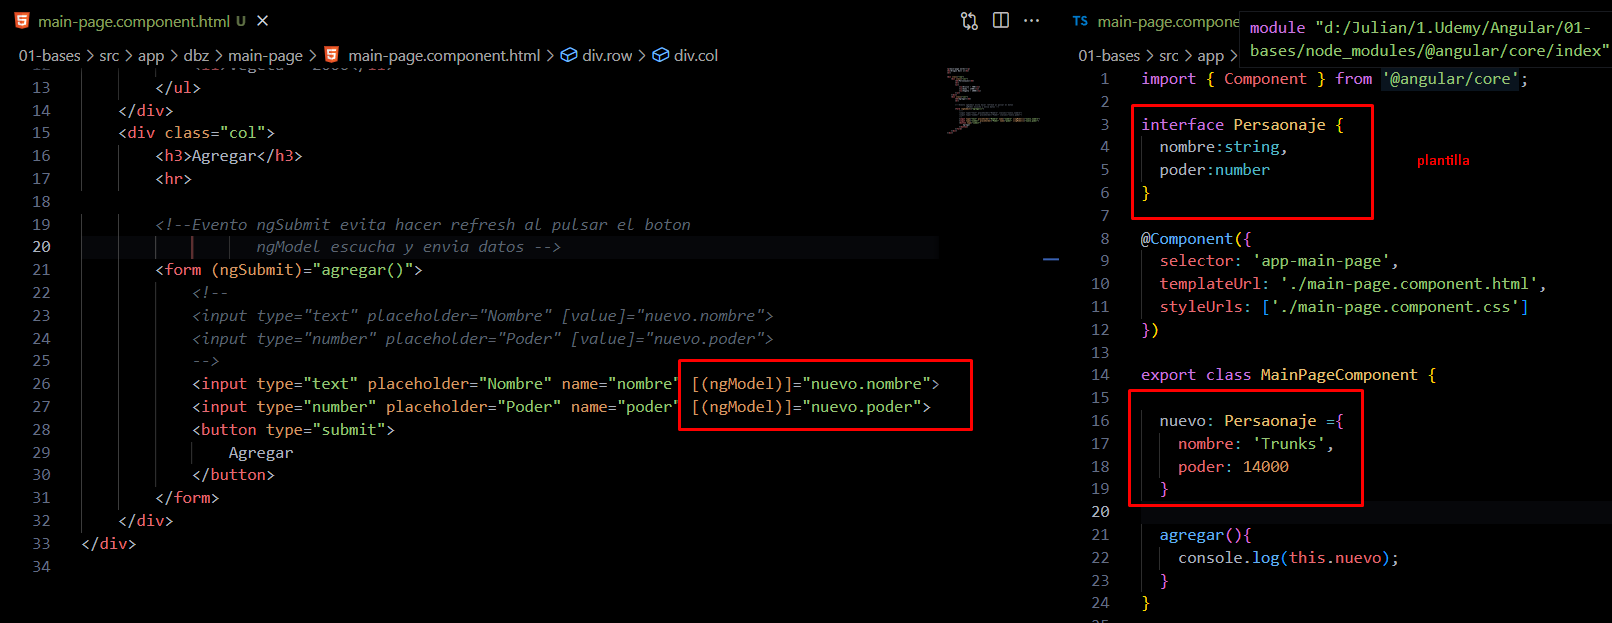 main-page.component.html U
01-bases > src > app > dbz > main-page > main-page.component.html > div.row > div.col
13 </ul>
14 </div>
15 <div class="col">
16 <h3>Agregar</h3>
17 <hr>
18
19 <!--Evento ngSubmit evita hacer refresh al pulsar el boton
20 ngModel escucha y envia datos -->
21 <form (ngSubmit)="agregar()">
22 <!--
23 <input type="text" placeholder="Nombre" [value]="nuevo.nombre">
24 <input type="number" placeholder="Poder" [value]="nuevo.poder">
25 -->
26 <input type="text" placeholder="Nombre" name="nombre" [(ngModel)]="nuevo.nombre">
27 <input type="number" placeholder="Poder" name="poder" [(ngModel)]="nuevo.poder">
28 <button type="submit">
29 Agregar
30 </button>
31 </form>
32 </div>
33 </div>
34
TS main-page.compone
module "d:/Julian/1.Udemy/Angular/01-
bases/node_modules/@angular/core/index"
01-bases > src > app >
1 import { Component } from '@angular/core';
2
3 interface Persaonaje {
4 nombre:string,
5 poder:number
6 }
plantilla
7
8 @Component({
9 selector: 'app-main-page',
10 templateUrl: './main-page.component.html',
11 styleUrls: ['./main-page.component.css']
12 })
13
14 export class MainPageComponent {
15
16 nuevo: Persaonaje ={
17 nombre: 'Trunks',
18 poder: 14000
19 }
20
21 agregar(){
22 console.log(this.nuevo);
23 }
24 }